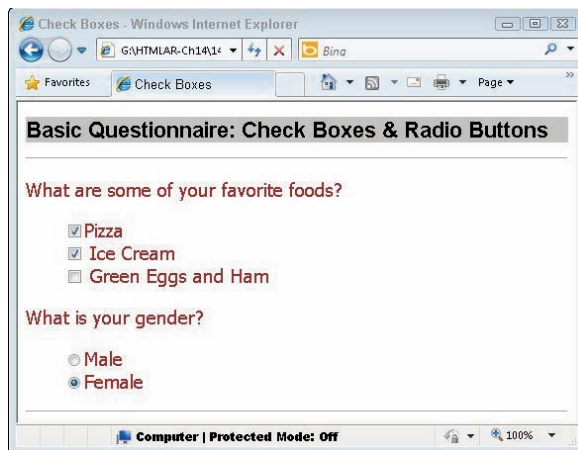 Check Boxes - Windows Internet Explorer
G:\HTMLAR-Ch14\14
Bing
Favorites Check Boxes Page
Basic Questionnaire: Check Boxes & Radio Buttons
What are some of your favorite foods?
Pizza
Ice Cream
Green Eggs and Ham
What is your gender?
Male
Female
Computer | Protected Mode: Off 100%